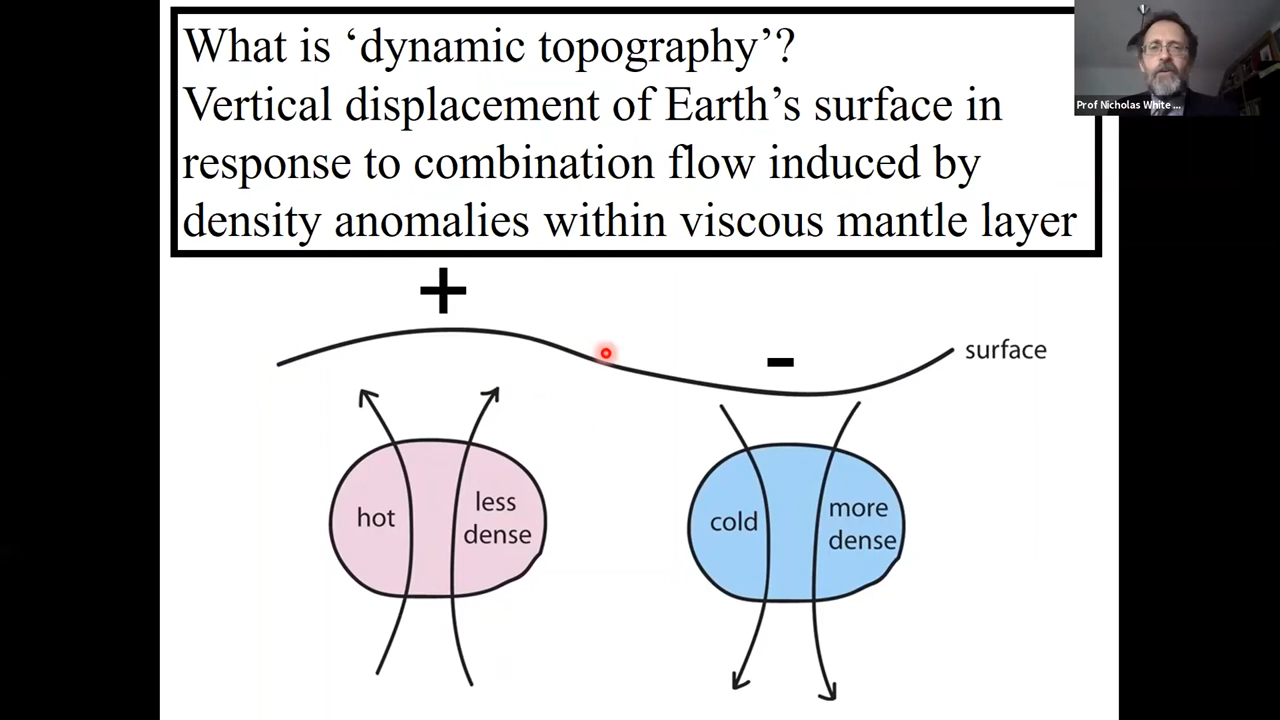 What is ‘dynamic topography’?
Vertical displacement of Earth’s surface in
response to combination flow induced by
density anomalies within viscous mantle layer
Prof Nicholas White ...
+
-
surface
hot
less
dense
cold
more
dense